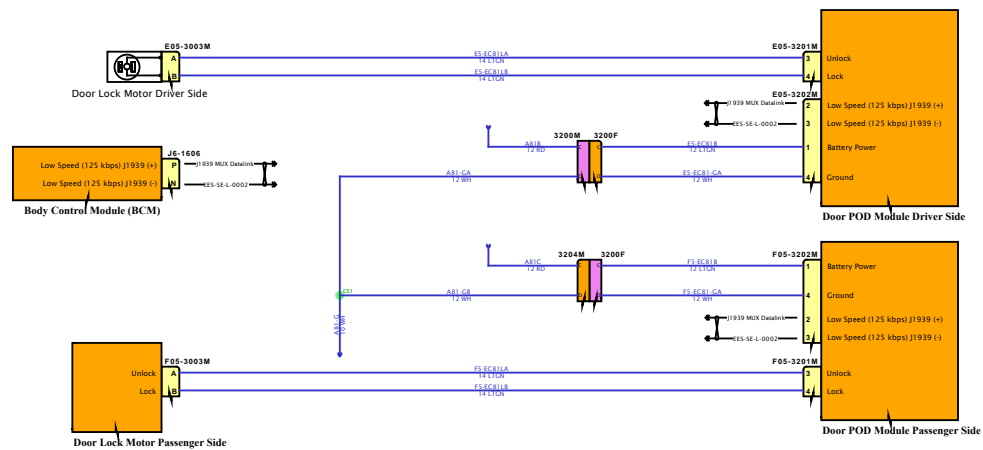 E05-3003M
A
B
Door Lock Motor Driver Side
E5-EC81LA
14 LTGN
E5-EC81LB
14 LTGN
E05-3201M
3 Unlock
4 Lock
E05-3202M
2 Low Speed (125 kbps) J1939 (+)
3 Low Speed (125 kbps) J1939 (-)
1 Battery Power
4 Ground
J1939 MUX Datalink
EES-SE-L-0002
Door POD Module Driver Side
3200M 3200F
A81B
12 RD
E5-EC81B
12 LTGN
A81-GA
12 WH
E5-EC81-GA
12 WH
J6-1606
Low Speed (125 kbps) J1939 (+) P
Low Speed (125 kbps) J1939 (-) N
J1939 MUX Datalink
EES-SE-L-0002
Body Control Module (BCM)
3204M 3200F
A81C
12 RD
C C
F5-EC81B
12 LTGN
CS1
A81-GB
12 WH
F5-EC81-GA
12 WH
A81-G
10 WH
F05-3202M
1 Battery Power
4 Ground
2 Low Speed (125 kbps) J1939 (+)
3 Low Speed (125 kbps) J1939 (-)
J1939 MUX Datalink
EES-SE-L-0002
F05-3003M
Unlock A
Lock B
Door Lock Motor Passenger Side
F5-EC81LA
14 LTGN
F5-EC81LB
14 LTGN
F05-3201M
3 Unlock
4 Lock
Door POD Module Passenger Side